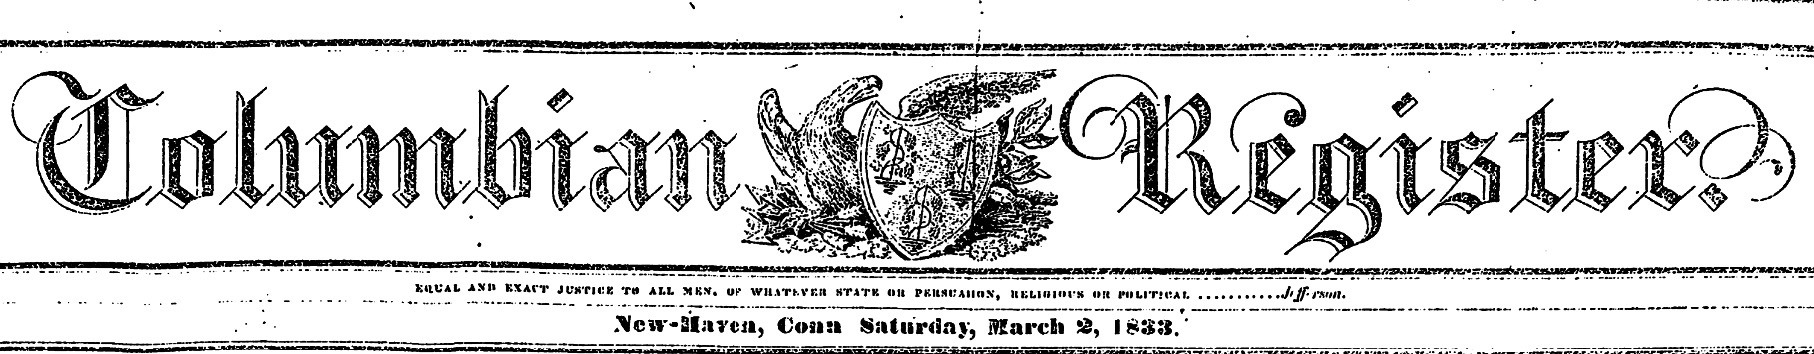 Columbian Register.
EQUAL AND EXACT JUSTICE TO ALL MEN, OF WHATEVER STATE OR PERSUASION, RELIGIOUS OR POLITICAL ...........Jefferson.
New-Haven, Conn Saturday, March 2, 1833.